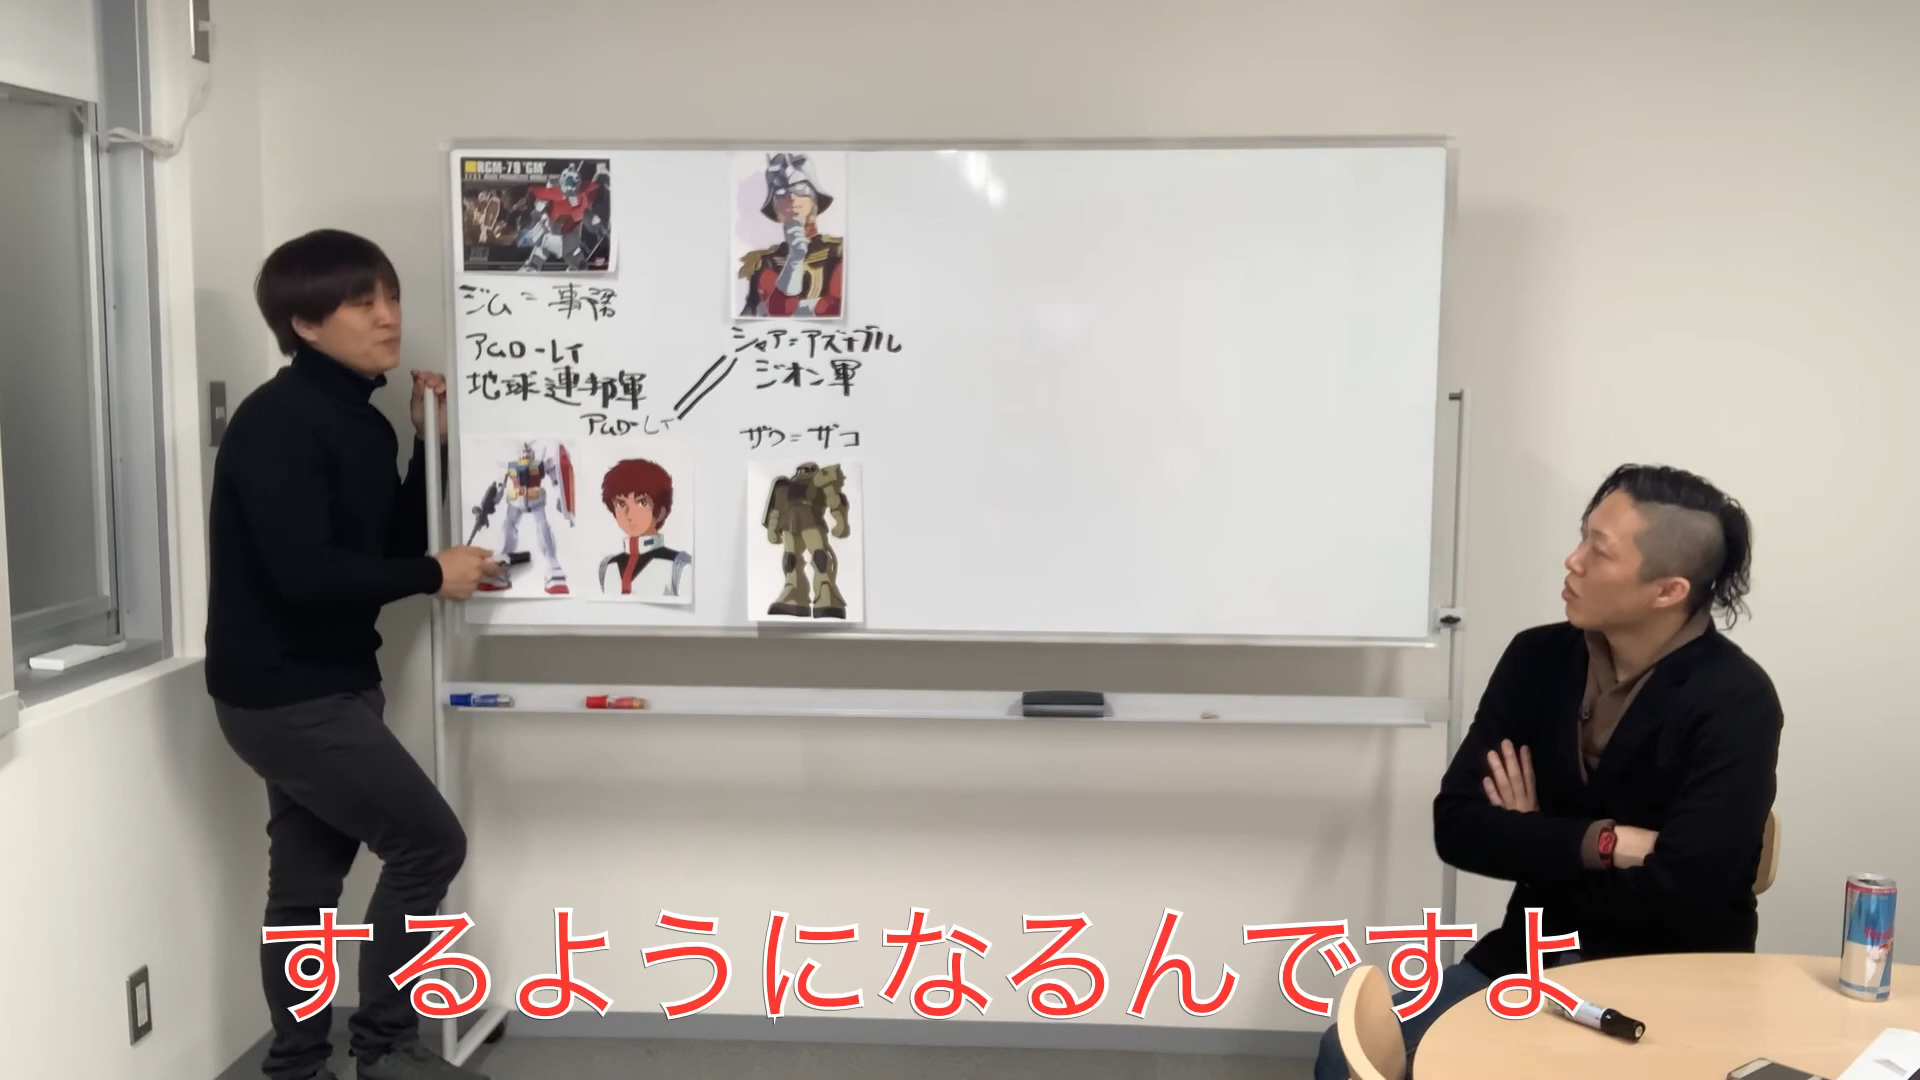 RGM-79 "GM"
ジム=事務
アムロ-レイ
地球連邦軍
アムロ-レイ
シャア=アズナブル
ジオン軍
ザク=ザコ
するようになるんですよ